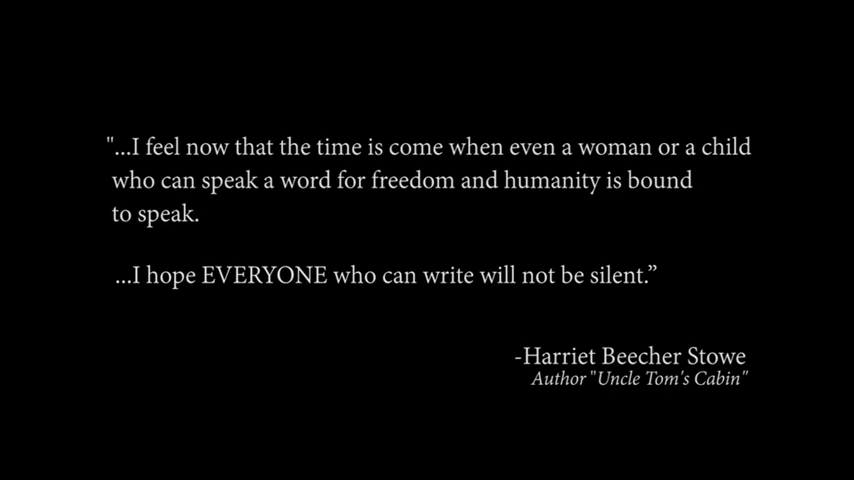 "...I feel now that the time is come when even a woman or a child
who can speak a word for freedom and humanity is bound
to speak.
...I hope EVERYONE who can write will not be silent.”
-Harriet Beecher Stowe
Author "Uncle Tom's Cabin"